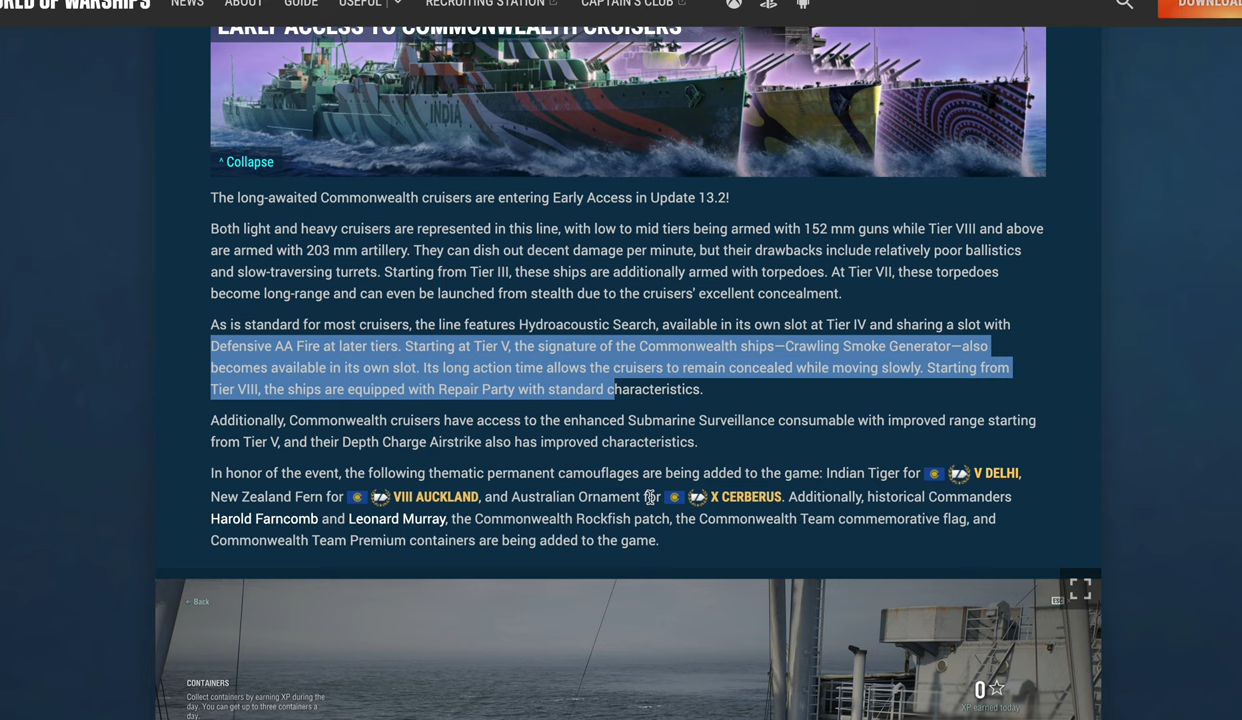 WORLD OF WARSHIPS NEWS ABOUT GUIDE USEFUL RECRUITING STATION CAPTAIN'S CLUB DOWNLOAD
EARLY ACCESS TO COMMONWEALTH CRUISERS
INDIA
^ Collapse
The long-awaited Commonwealth cruisers are entering Early Access in Update 13.2!
Both light and heavy cruisers are represented in this line, with low to mid tiers being armed with 152 mm guns while Tier VIII and above
are armed with 203 mm artillery. They can dish out decent damage per minute, but their drawbacks include relatively poor ballistics
and slow-traversing turrets. Starting from Tier III, these ships are additionally armed with torpedoes. At Tier VII, these torpedoes
become long-range and can even be launched from stealth due to the cruisers' excellent concealment.
As is standard for most cruisers, the line features Hydroacoustic Search, available in its own slot at Tier IV and sharing a slot with
Defensive AA Fire at later tiers. Starting at Tier V, the signature of the Commonwealth ships—Crawling Smoke Generator—also
becomes available in its own slot. Its long action time allows the cruisers to remain concealed while moving slowly. Starting from
Tier VIII, the ships are equipped with Repair Party with standard characteristics.
Additionally, Commonwealth cruisers have access to the enhanced Submarine Surveillance consumable with improved range starting
from Tier V, and their Depth Charge Airstrike also has improved characteristics.
In honor of the event, the following thematic permanent camouflages are being added to the game: Indian Tiger for V DELHI,
New Zealand Fern for VIII AUCKLAND, and Australian Ornament for X CERBERUS. Additionally, historical Commanders
Harold Farncomb and Leonard Murray, the Commonwealth Rockfish patch, the Commonwealth Team commemorative flag, and
Commonwealth Team Premium containers are being added to the game.
← Back
ESC
CONTAINERS
Collect containers by earning XP during the
day. You can get up to three containers a
day.
0
XP earned today